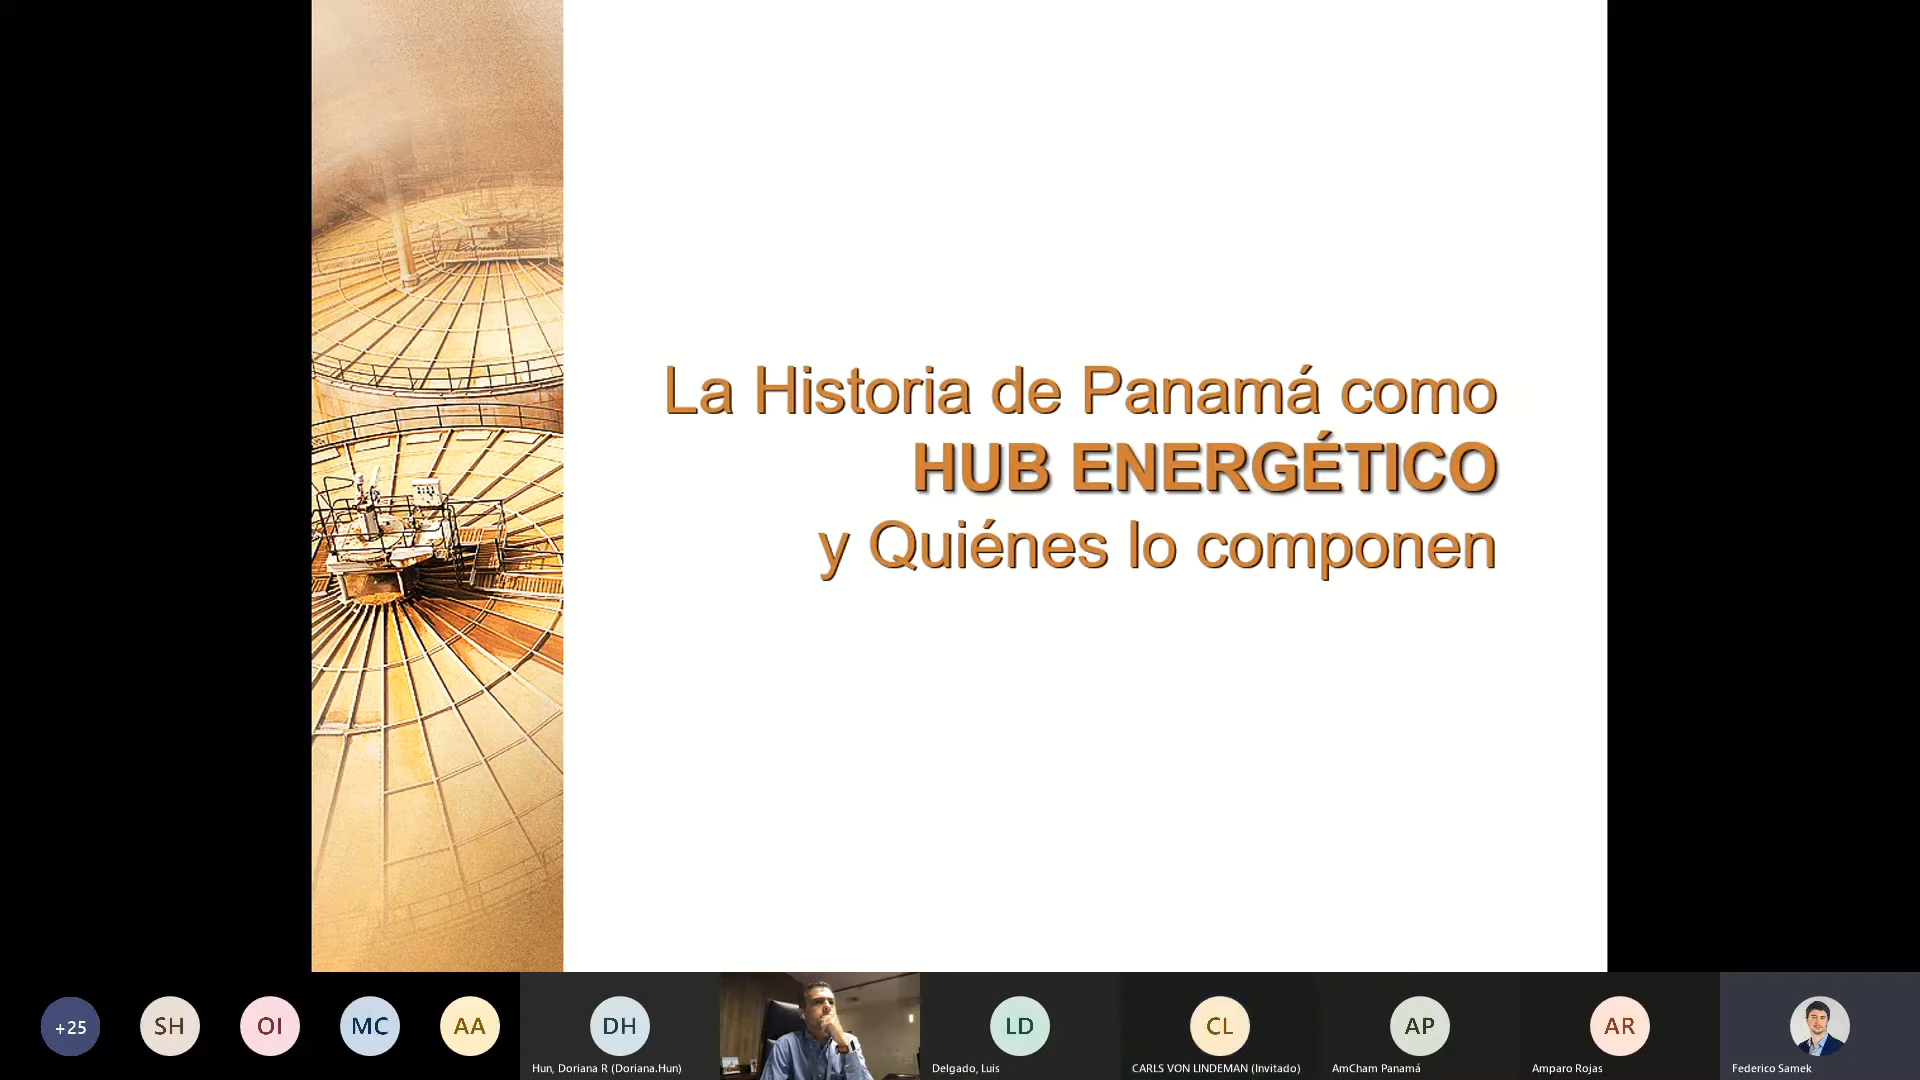 La Historia de Panamá como
HUB ENERGÉTICO
y Quiénes lo componen
+25
SH
OI
MC
AA
DH
Hun, Doriana R (Doriana.Hun)
LD
Delgado, Luis
CL
CARLS VON LINDEMAN (Invitado)
AP
AmCham Panamá
AR
Amparo Rojas
Federico Samek